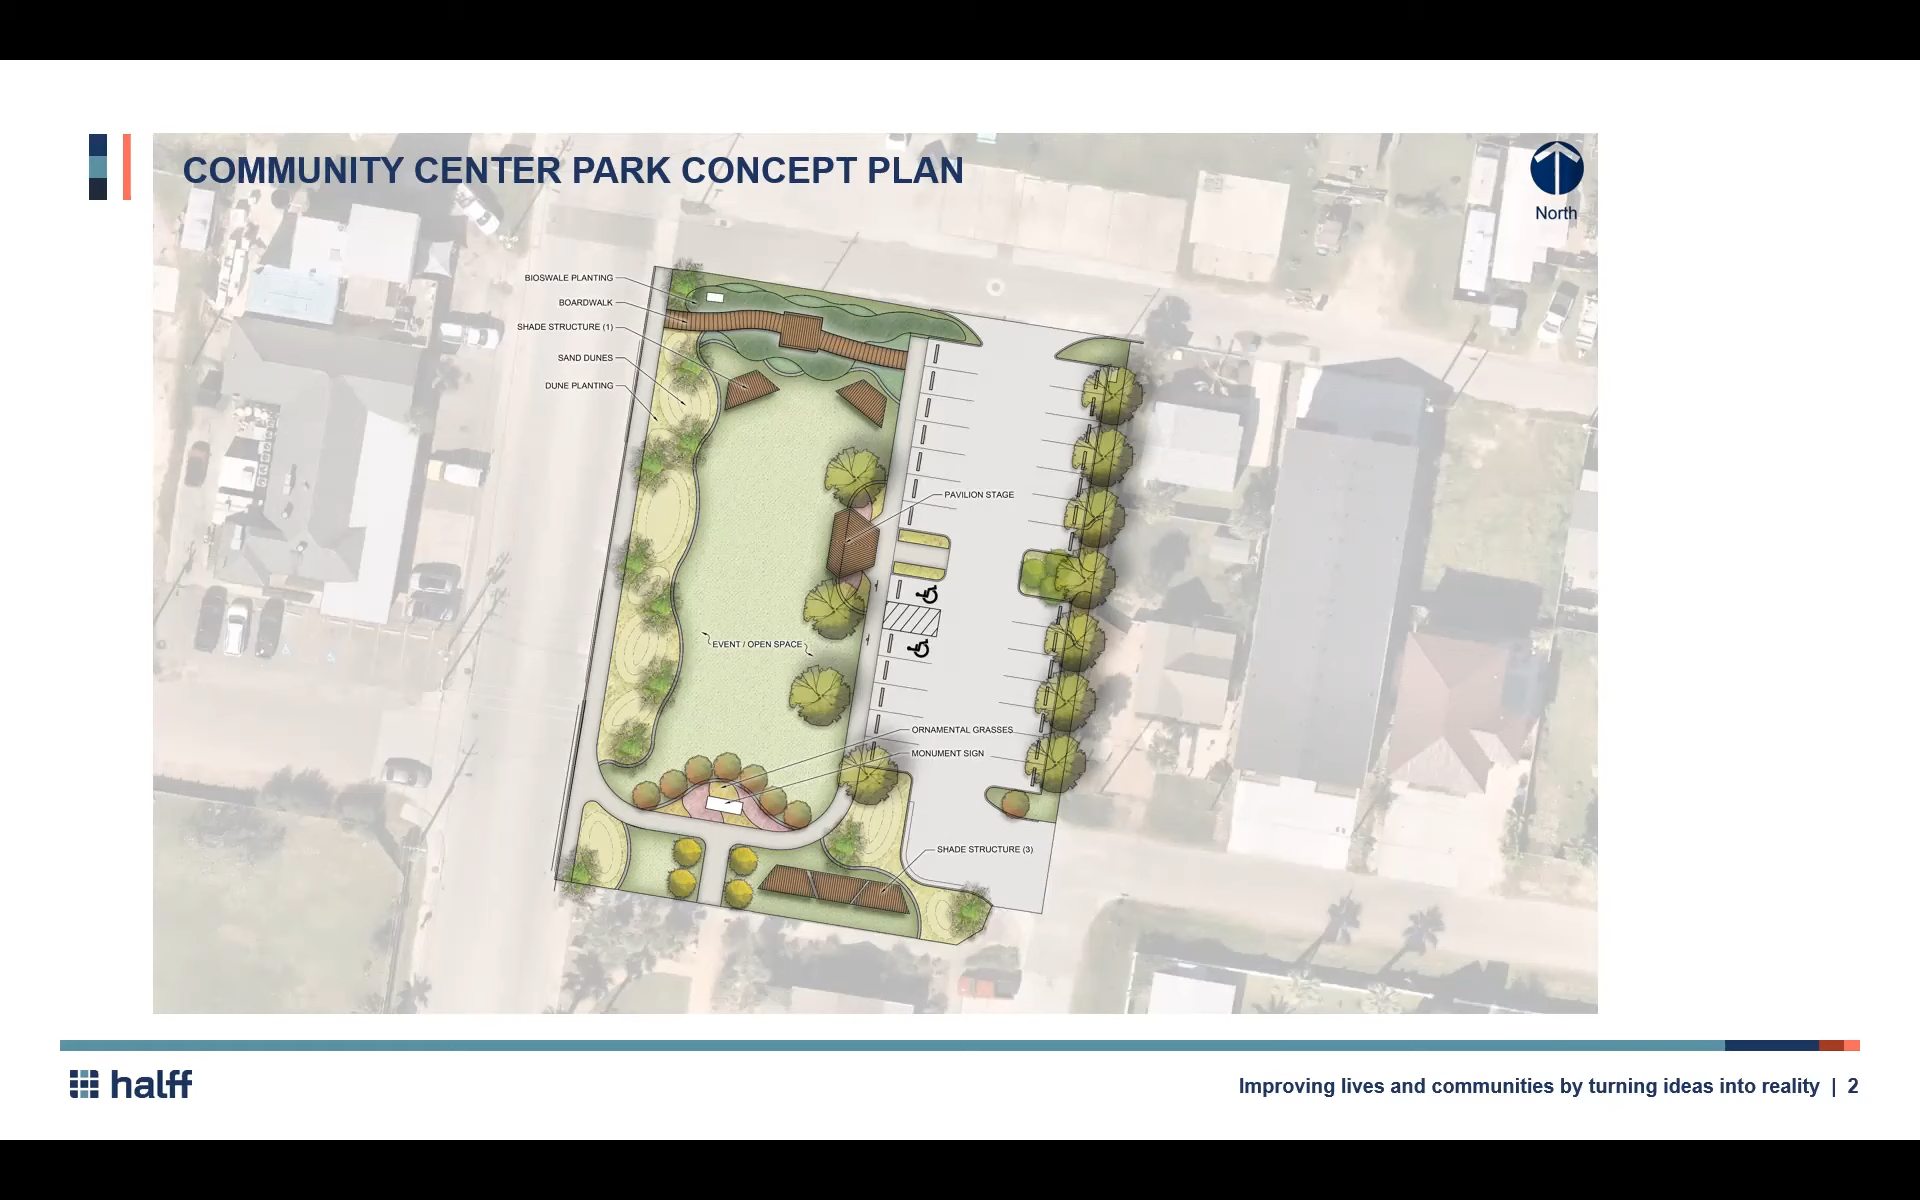 COMMUNITY CENTER PARK CONCEPT PLAN
North
BIOSWALE PLANTING
BOARDWALK
SHADE STRUCTURE (1)
SAND DUNES
DUNE PLANTING
PAVILION STAGE
EVENT / OPEN SPACE
ORNAMENTAL GRASSES
MONUMENT SIGN
SHADE STRUCTURE (3)
halff
Improving lives and communities by turning ideas into reality | 2